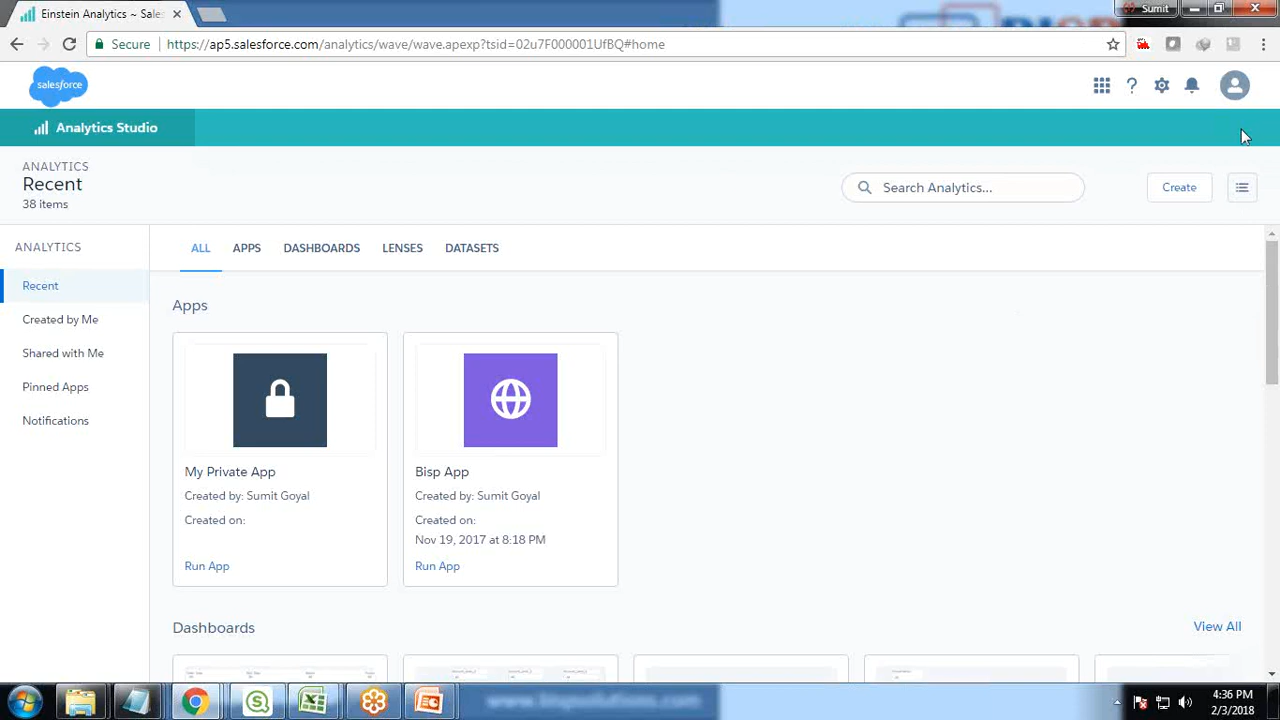 Einstein Analytics ~ Sales
Sumit
Secure
https://ap5.salesforce.com/analytics/wave/wave.apexp?tsid=02u7F000001UfBQ#home
salesforce
Analytics Studio
ANALYTICS
Recent
38 items
Search Analytics...
Create
ANALYTICS
ALL APPS DASHBOARDS LENSES DATASETS
Recent
Created by Me
Shared with Me
Pinned Apps
Notifications
Apps
My Private App
Created by: Sumit Goyal
Created on:
Run App
Bisp App
Created by: Sumit Goyal
Created on:
Nov 19, 2017 at 8:18 PM
Run App
Dashboards
View All
www.bispsolutions.com
4:36 PM
2/3/2018